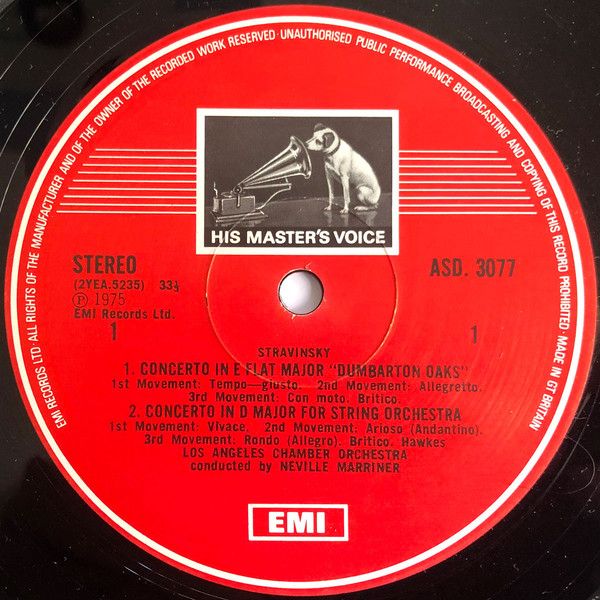 EMI RECORDS LTD · ALL RIGHTS OF THE MANUFACTURER AND OF THE OWNER OF THE RECORDED WORK RESERVED · UNAUTHORISED PUBLIC PERFORMANCE BROADCASTING AND COPYING OF THIS RECORD PROHIBITED · MADE IN GT BRITAIN
HIS MASTER'S VOICE
STEREO
(2YEA.5235) 33⅓
ASD. 3077
Ⓟ 1975
EMI Records Ltd.
1 1
STRAVINSKY
1. CONCERTO IN E FLAT MAJOR "DUMBARTON OAKS"
1st Movement: Tempo—giusto. 2nd Movement: Allegretto.
3rd Movement: Con moto. Britico.
2. CONCERTO IN D MAJOR FOR STRING ORCHESTRA
1st Movement: Vivace. 2nd Movement: Arioso (Andantino).
3rd Movement. Rondo (Allegro). Britico. Hawkes
LOS ANGELES CHAMBER ORCHESTRA
conducted by NEVILLE MARRINER
EMI